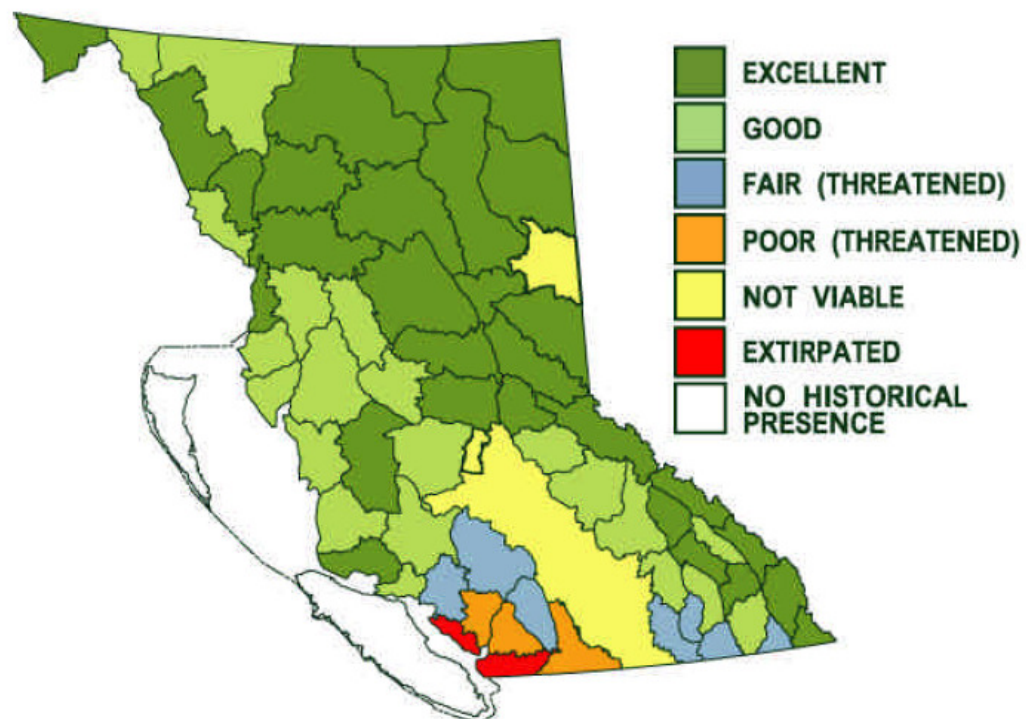 EXCELLENT
GOOD
FAIR (THREATENED)
POOR (THREATENED)
NOT VIABLE
EXTIRPATED
NO HISTORICAL
PRESENCE